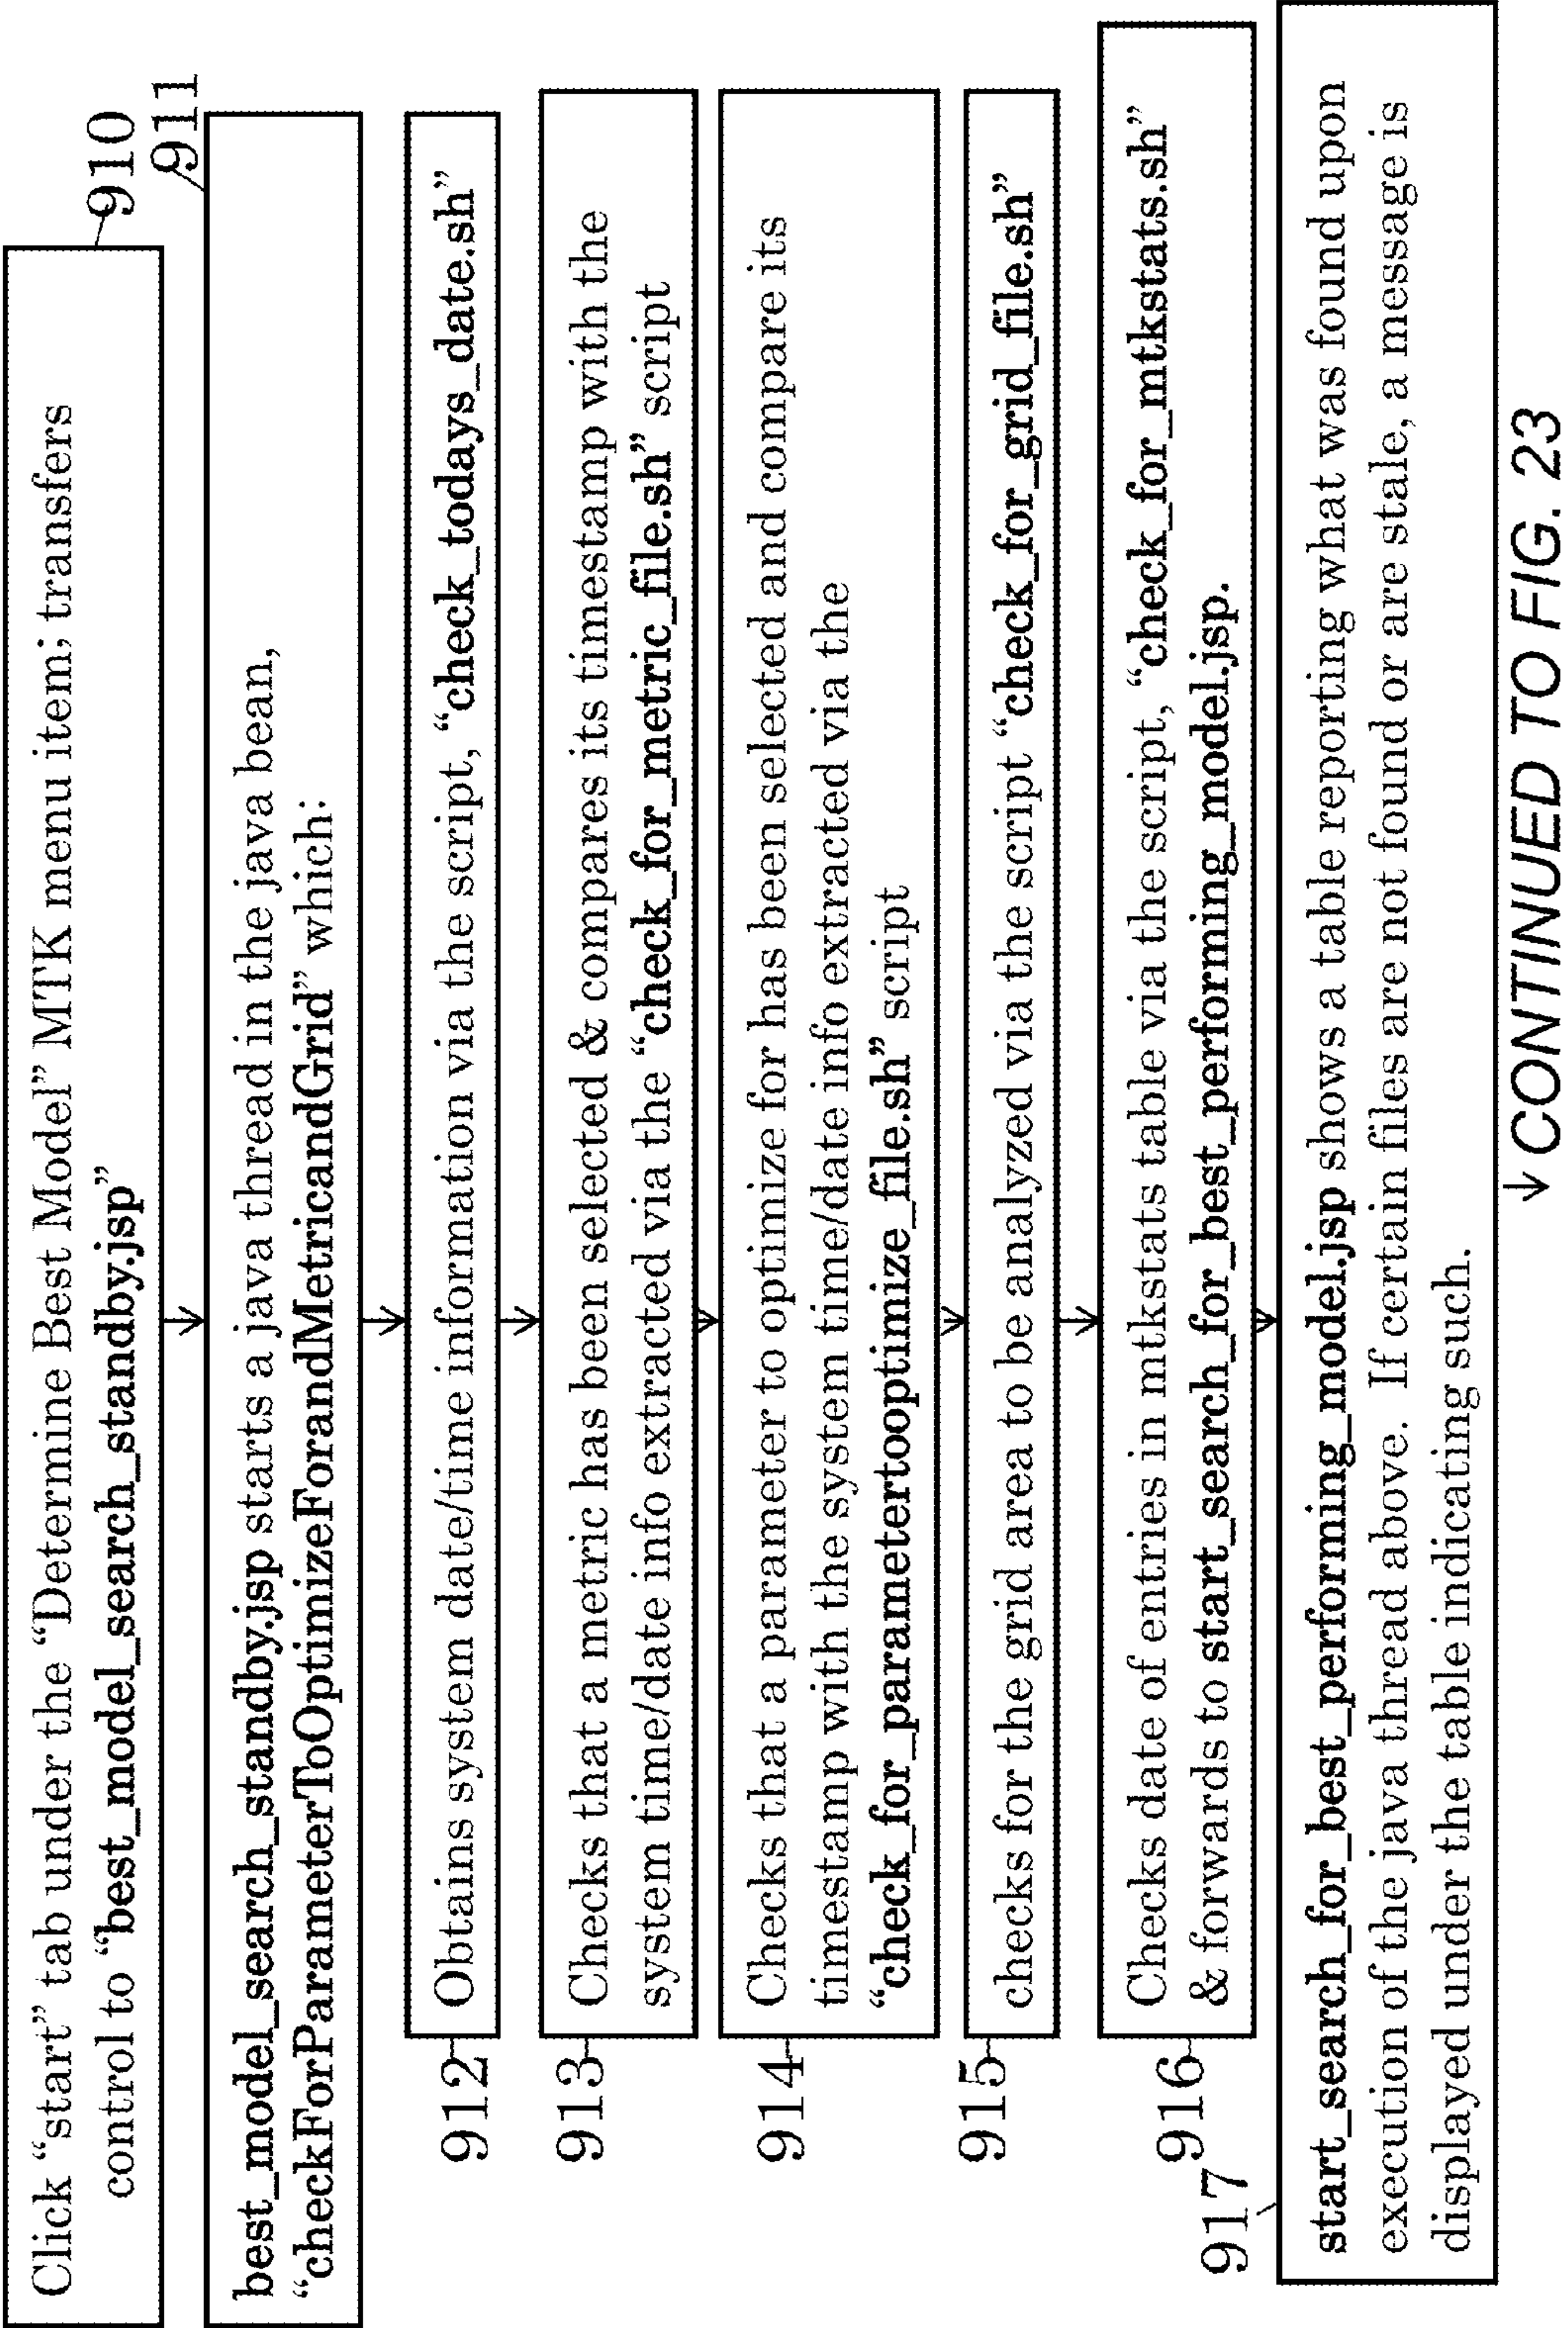 Click “start” tab under the “Determine Best Model” MTK menu item; transfers
control to “best_model_search_standby.jsp”
910
911
best_model_search_standby.jsp starts a java thread in the java bean,
“checkForParameterToOptimizeForandMetricandGrid” which:
912
Obtains system date/time information via the script, “check_todays_date.sh”
913
Checks that a metric has been selected & compares its timestamp with the
system time/date info extracted via the “check_for_metric_file.sh” script
914
Checks that a parameter to optimize for has been selected and compare its
timestamp with the system time/date info extracted via the
“check_for_parametertooptimize_file.sh” script
915
checks for the grid area to be analyzed via the script “check_for_grid_file.sh”
916
Checks date of entries in mtkstats table via the script, “check_for_mtkstats.sh”
& forwards to start_search_for_best_performing_model.jsp.
917
start_search_for_best_performing_model.jsp shows a table reporting what was found upon
execution of the java thread above. If certain files are not found or are stale, a message is
displayed under the table indicating such.
CONTINUED TO FIG. 23